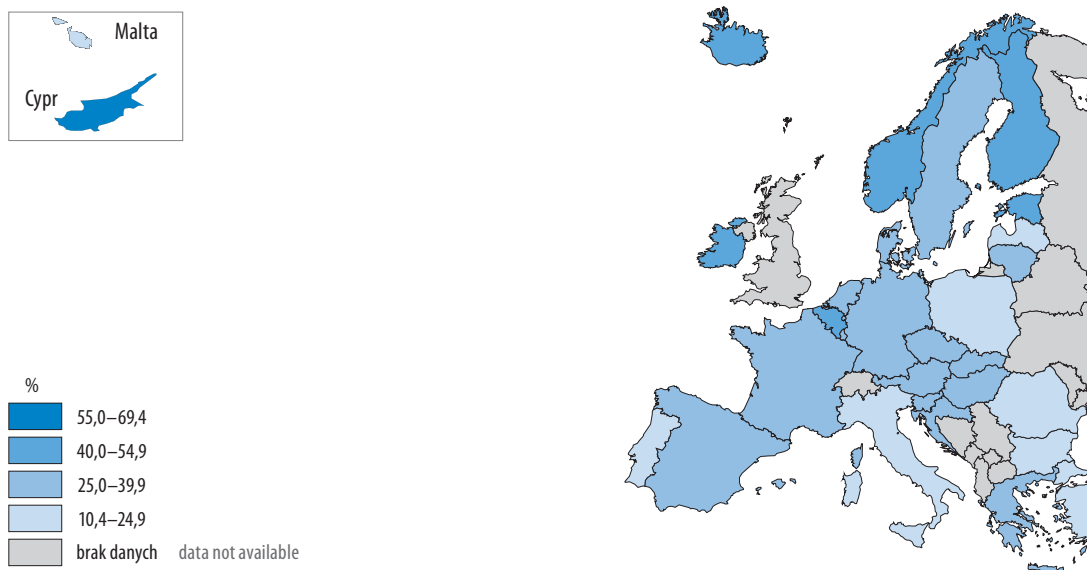 Malta
Cypr
%
55,0–69,4
40,0–54,9
25,0–39,9
10,4–24,9
brak danych data not available